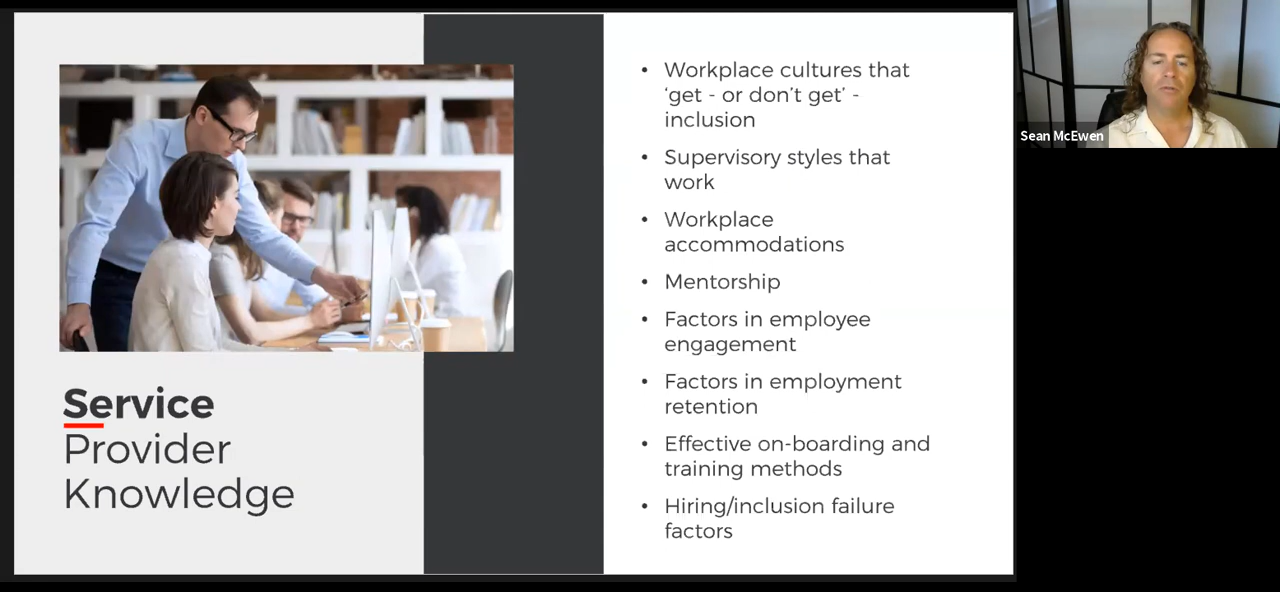 Service
Provider
Knowledge
• Workplace cultures that
‘get - or don’t get’ -
inclusion
• Supervisory styles that
work
• Workplace
accommodations
• Mentorship
• Factors in employee
engagement
• Factors in employment
retention
• Effective on-boarding and
training methods
• Hiring/inclusion failure
factors
Sean McEwen